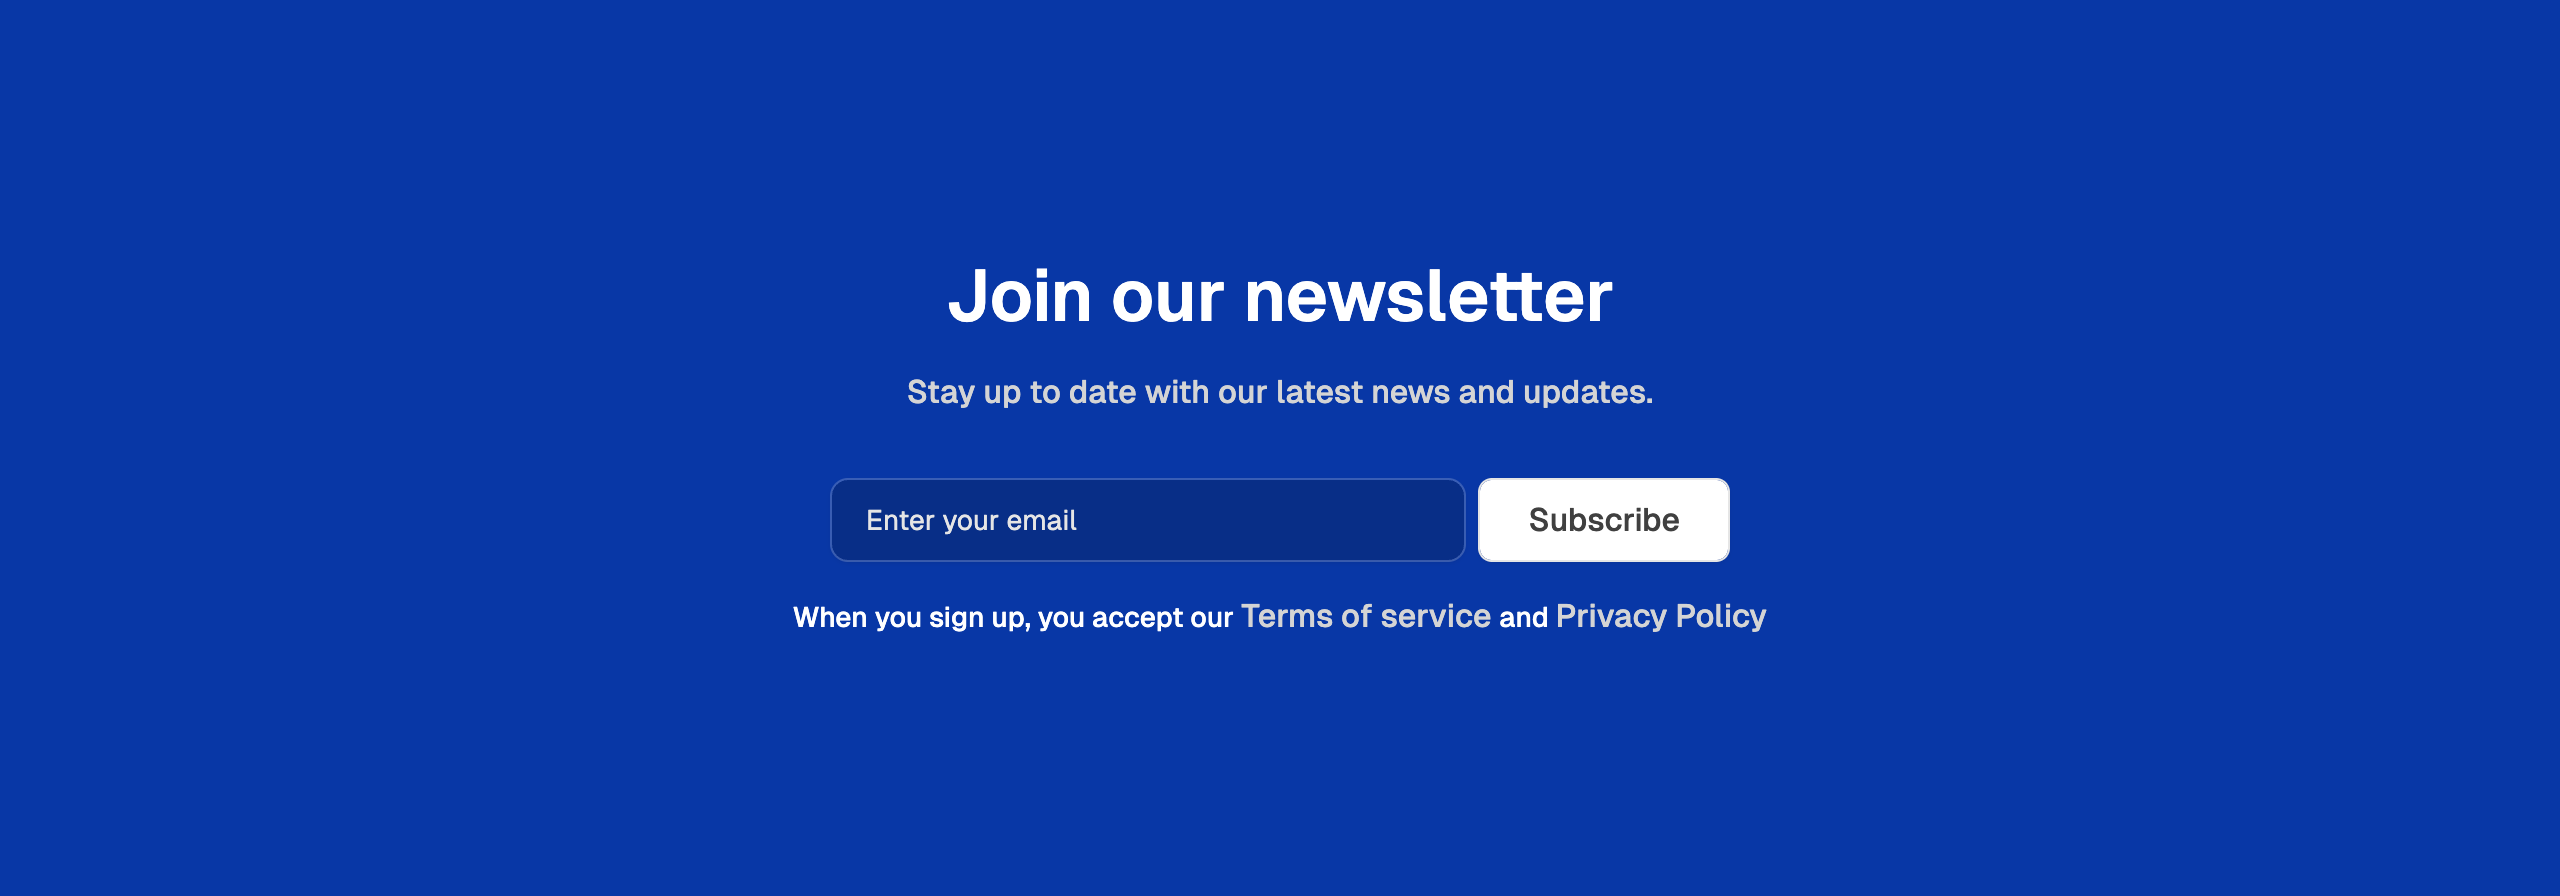 Join our newsletter
Stay up to date with our latest news and updates.
Enter your email
Subscribe
When you sign up, you accept our Terms of service and Privacy Policy